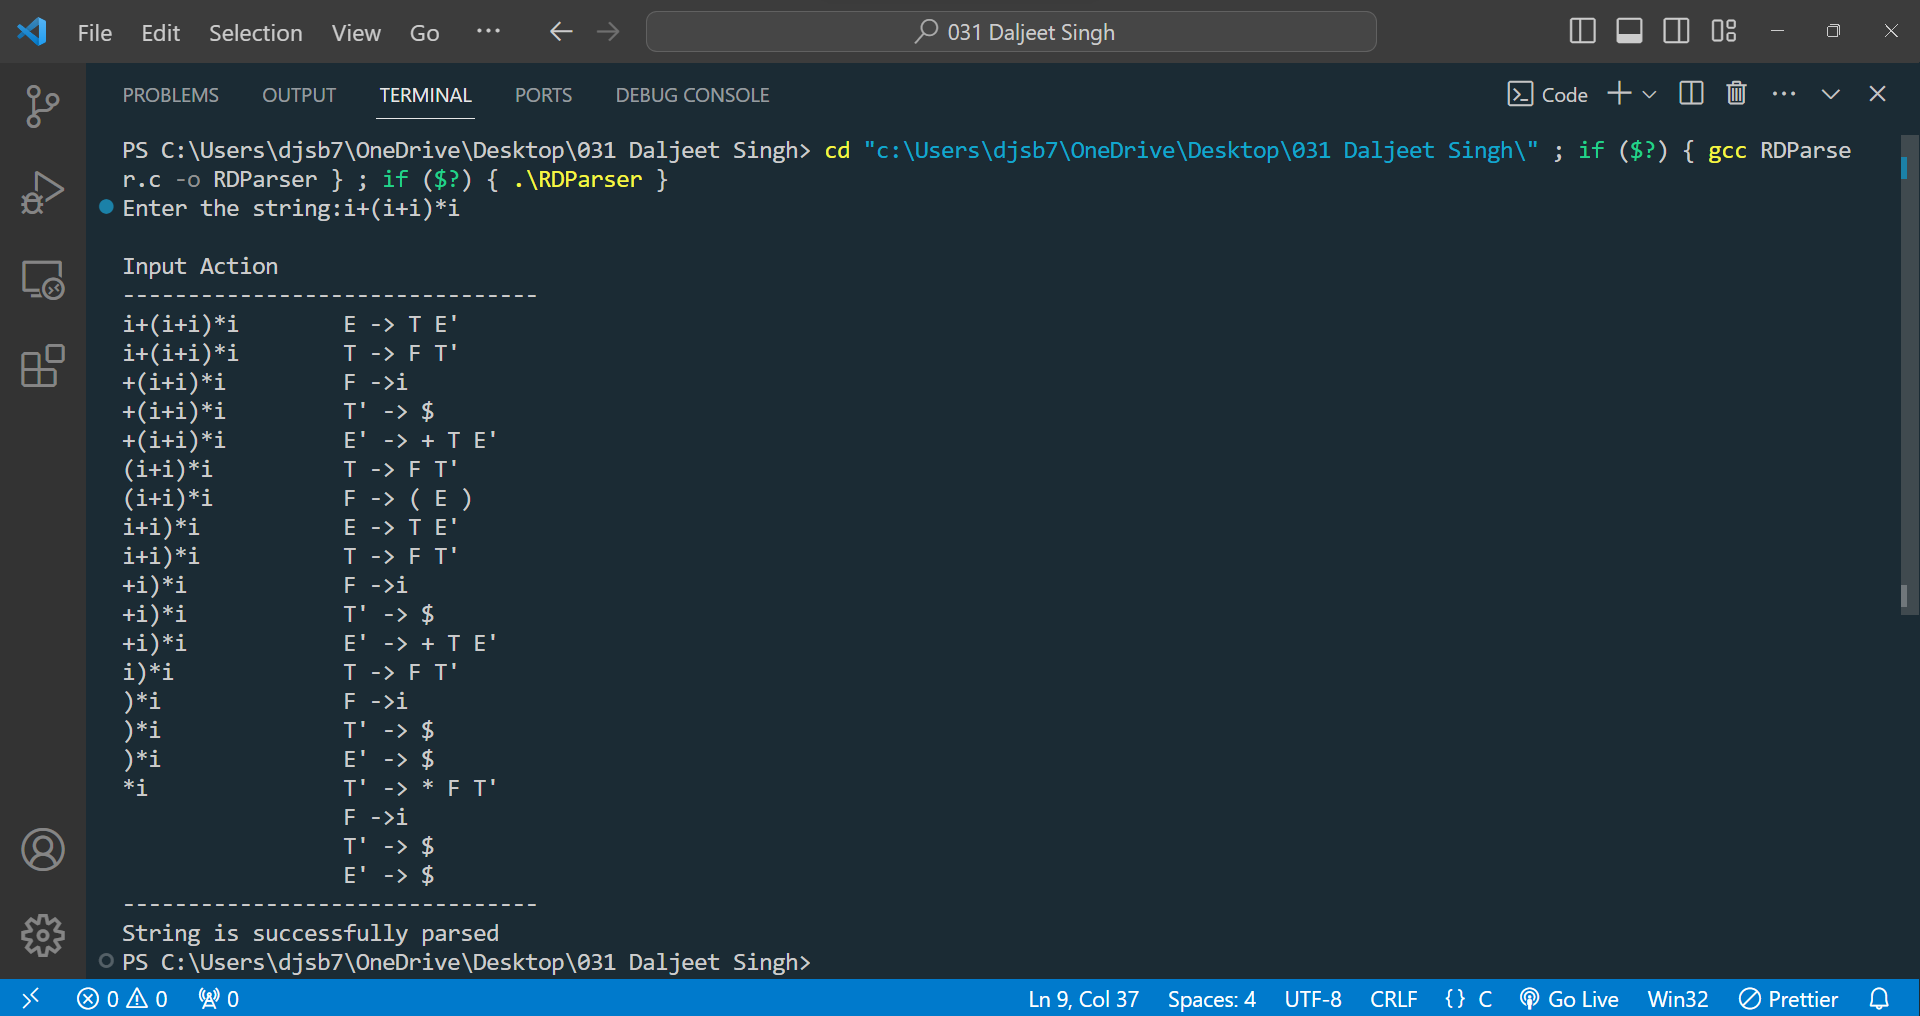 File Edit Selection View Go ··· 031 Daljeet Singh
PROBLEMS OUTPUT TERMINAL PORTS DEBUG CONSOLE Code
PS C:\Users\djsb7\OneDrive\Desktop\031 Daljeet Singh> cd "c:\Users\djsb7\OneDrive\Desktop\031 Daljeet Singh\" ; if ($?) { gcc RDParse
r.c -o RDParser } ; if ($?) { .\RDParser }
Enter the string:i+(i+i)*i
Input Action
--------------------------------
i+(i+i)*i E -> T E'
i+(i+i)*i T -> F T'
+(i+i)*i F ->i
+(i+i)*i T' -> $
+(i+i)*i E' -> + T E'
(i+i)*i T -> F T'
(i+i)*i F -> ( E )
i+i)*i E -> T E'
i+i)*i T -> F T'
+i)*i F ->i
+i)*i T' -> $
+i)*i E' -> + T E'
i)*i T -> F T'
)*i F ->i
)*i T' -> $
)*i E' -> $
*i T' -> * F T'
F ->i
T' -> $
E' -> $
--------------------------------
String is successfully parsed
PS C:\Users\djsb7\OneDrive\Desktop\031 Daljeet Singh>
0 0 0 Ln 9, Col 37 Spaces: 4 UTF-8 CRLF {} C Go Live Win32 Prettier